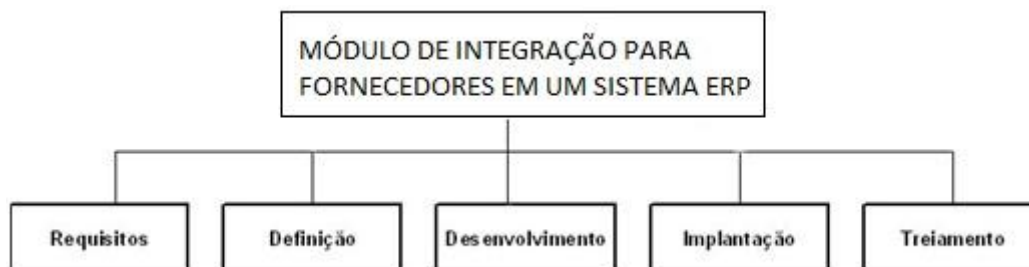 MÓDULO DE INTEGRAÇÃO PARA
FORNECEDORES EM UM SISTEMA ERP
Requisitos
Definição
Desenvolvimento
Implantação
Treiamento